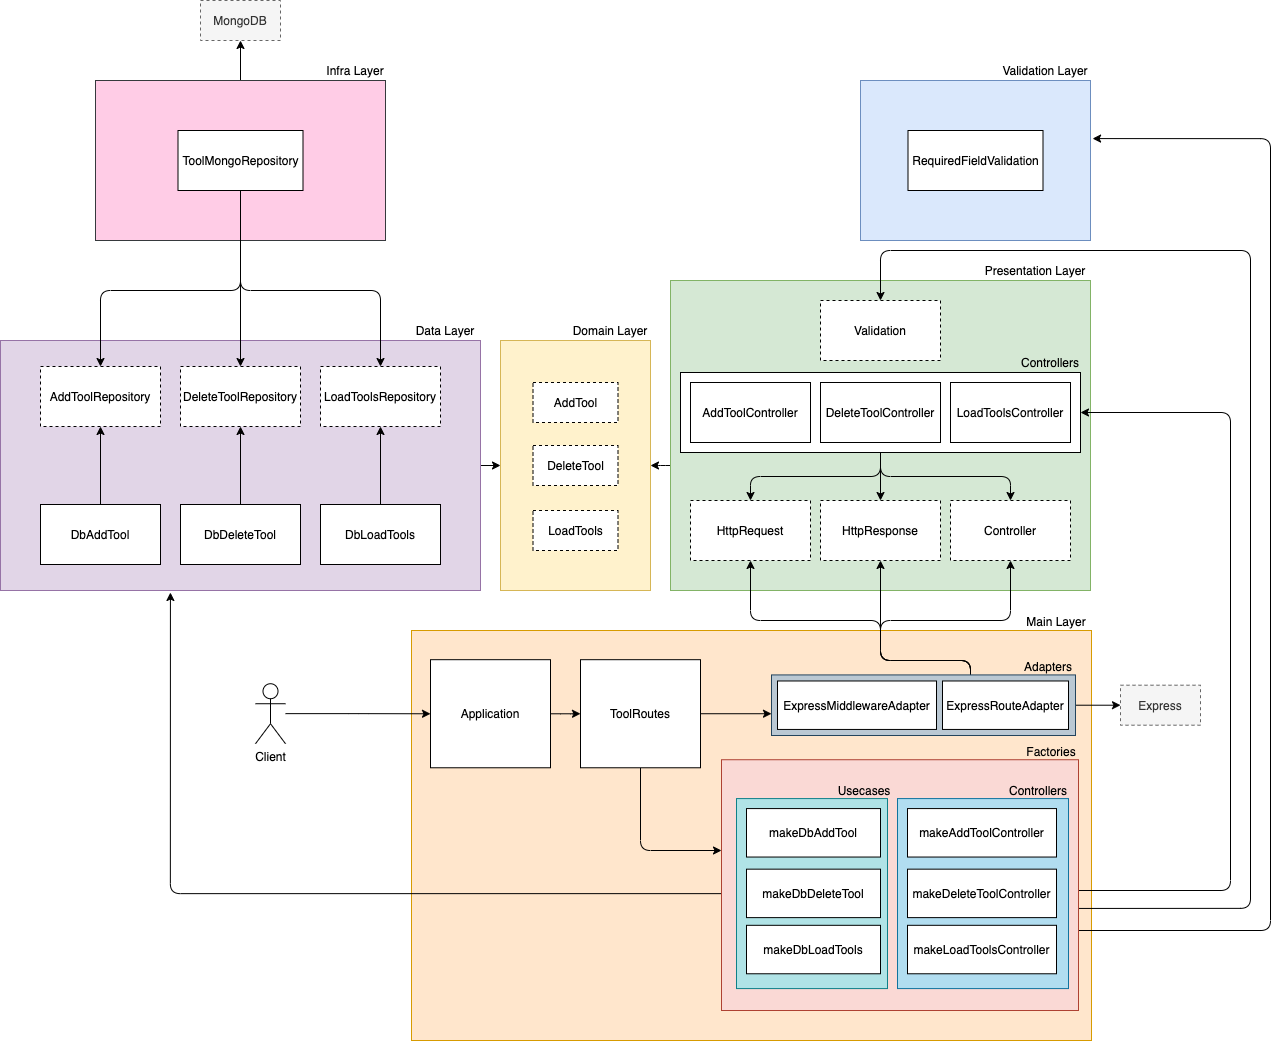 MongoDB
Infra Layer
ToolMongoRepository
Validation Layer
RequiredFieldValidation
Data Layer
AddToolRepository
DeleteToolRepository
LoadToolsRepository
DbAddTool
DbDeleteTool
DbLoadTools
Domain Layer
AddTool
DeleteTool
LoadTools
Presentation Layer
Validation
Controllers
AddToolController
DeleteToolController
LoadToolsController
HttpRequest
HttpResponse
Controller
Main Layer
Client
Application
ToolRoutes
Adapters
ExpressMiddlewareAdapter
ExpressRouteAdapter
Express
Factories
Usecases
makeDbAddTool
makeDbDeleteTool
makeDbLoadTools
Controllers
makeAddToolController
makeDeleteToolController
makeLoadToolsController